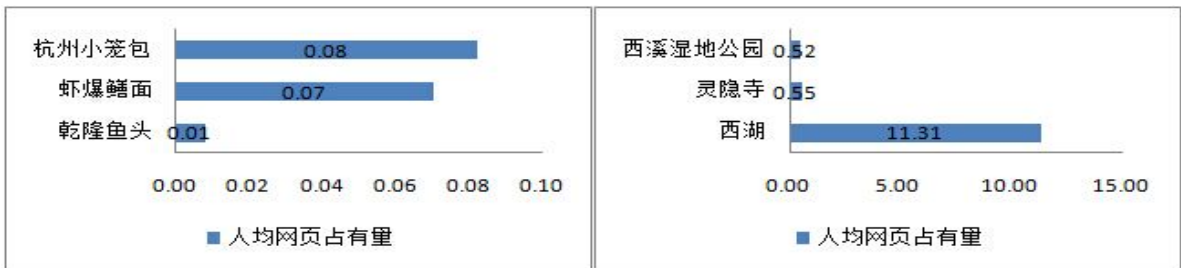 杭州小笼包 0.08
虾爆鳝面 0.07
乾隆鱼头 0.01
0.00 0.02 0.04 0.06 0.08 0.10
人均网页占有量
西溪湿地公园 0.52
灵隐寺 0.55
西湖 11.31
0.00 5.00 10.00 15.00
人均网页占有量